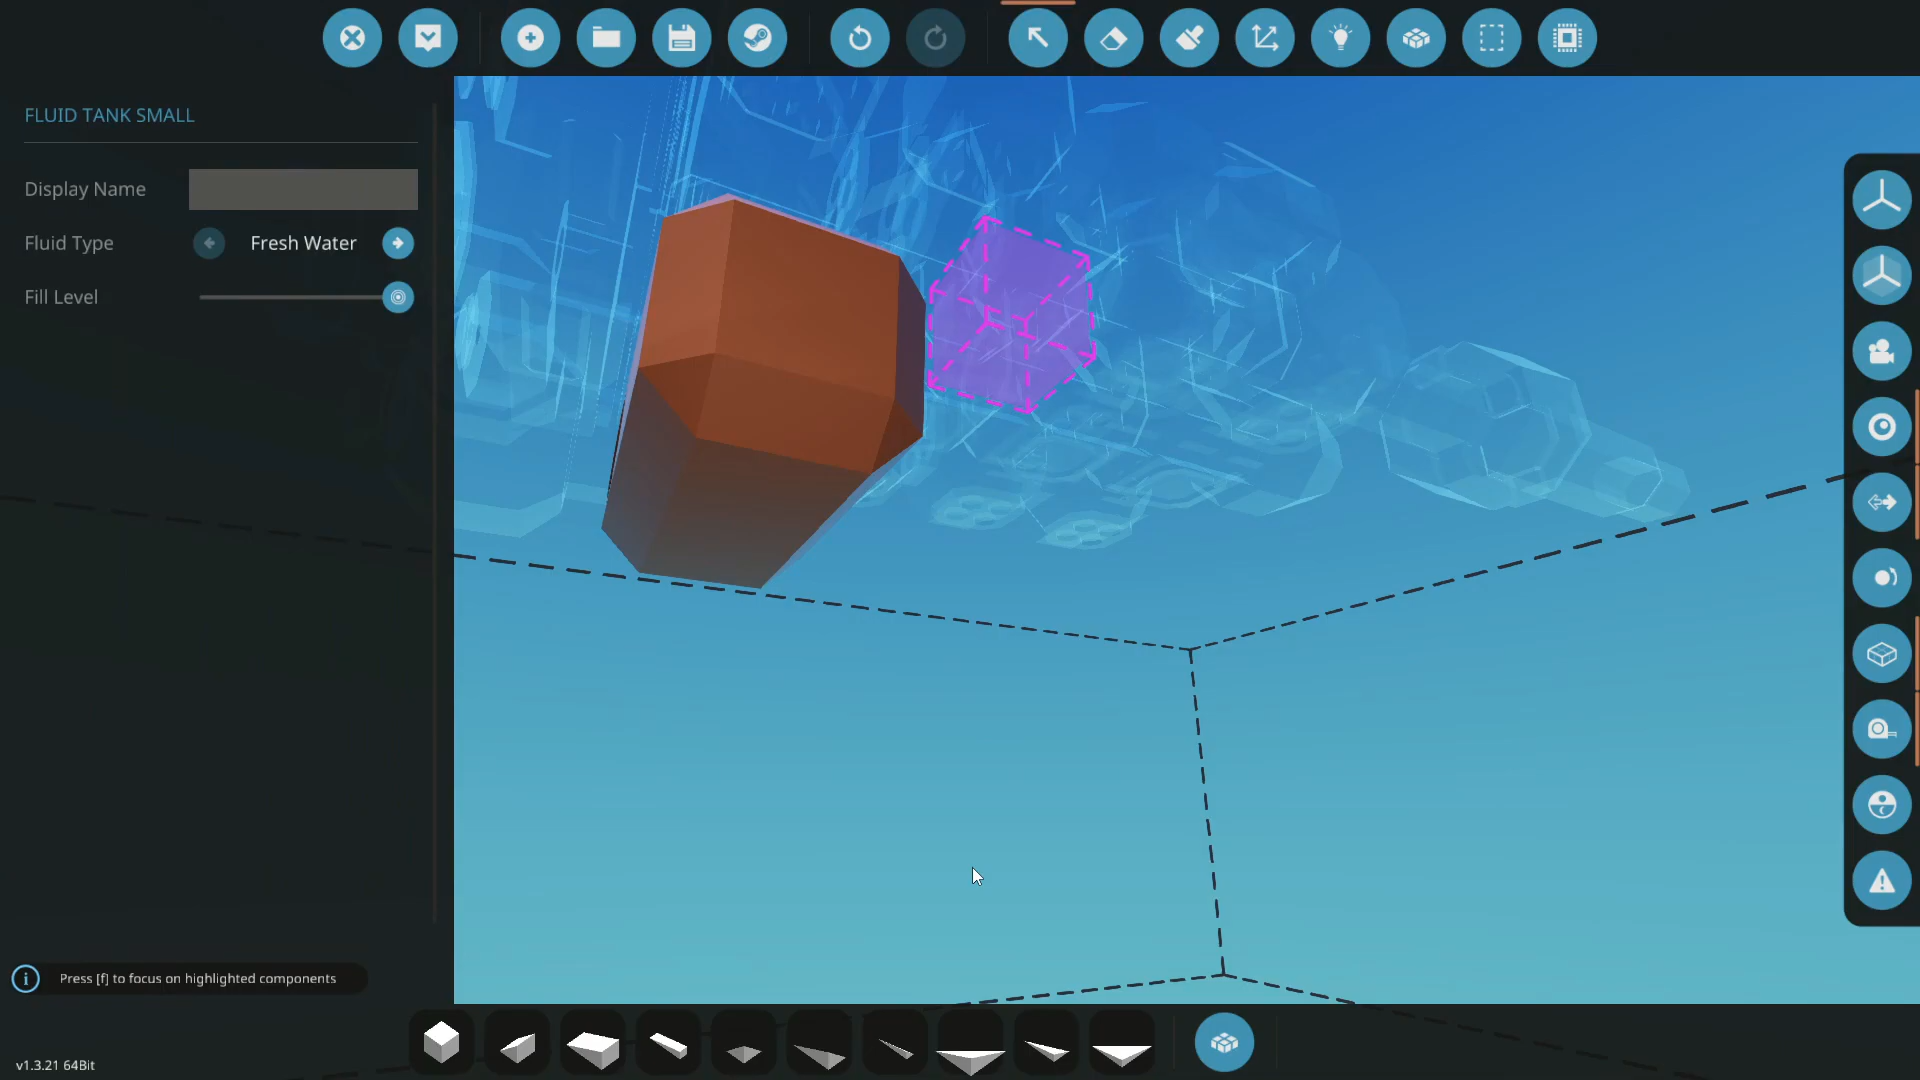 FLUID TANK SMALL
Display Name
Fluid Type
Fresh Water
Fill Level
Press [f] to focus on highlighted components
v1.3.21 64Bit